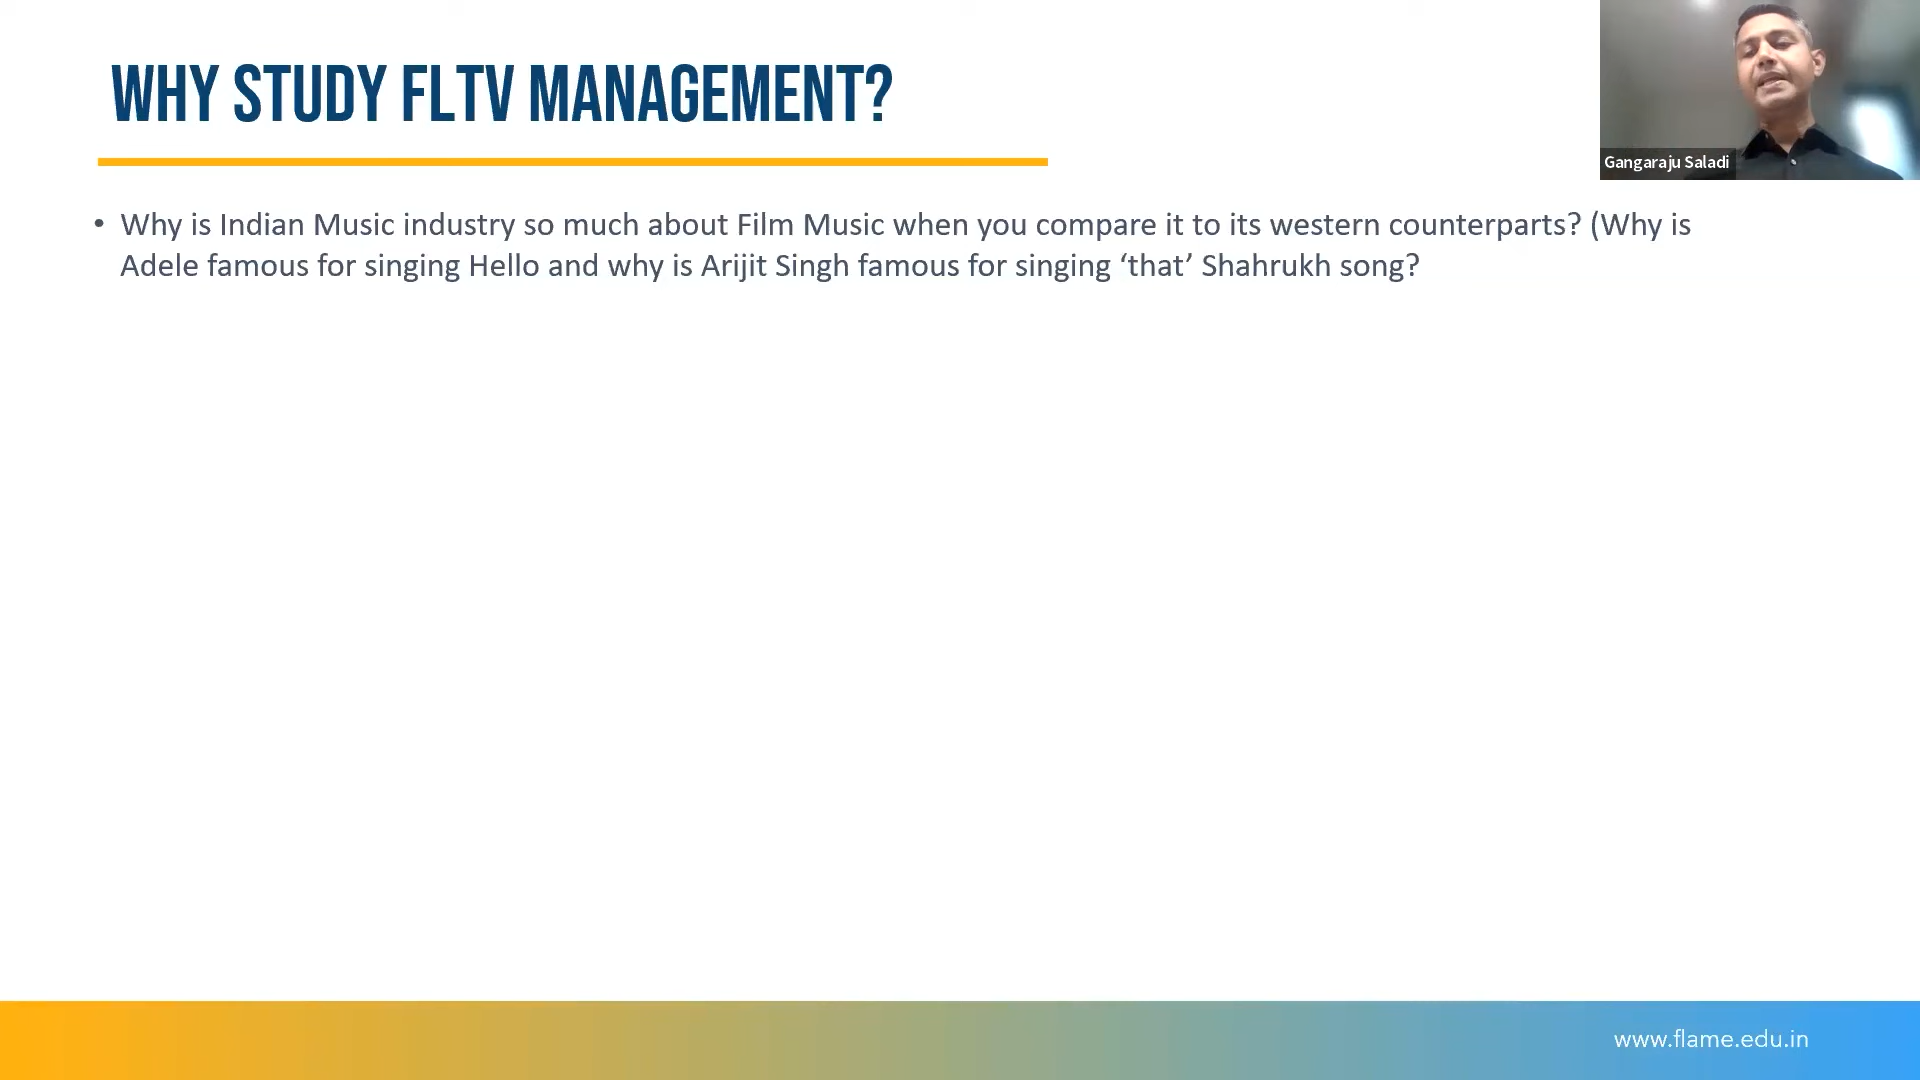 WHY STUDY FLTV MANAGEMENT?
Gangaraju Saladi
• Why is Indian Music industry so much about Film Music when you compare it to its western counterparts? (Why is
Adele famous for singing Hello and why is Arijit Singh famous for singing ‘that’ Shahrukh song?
www.flame.edu.in